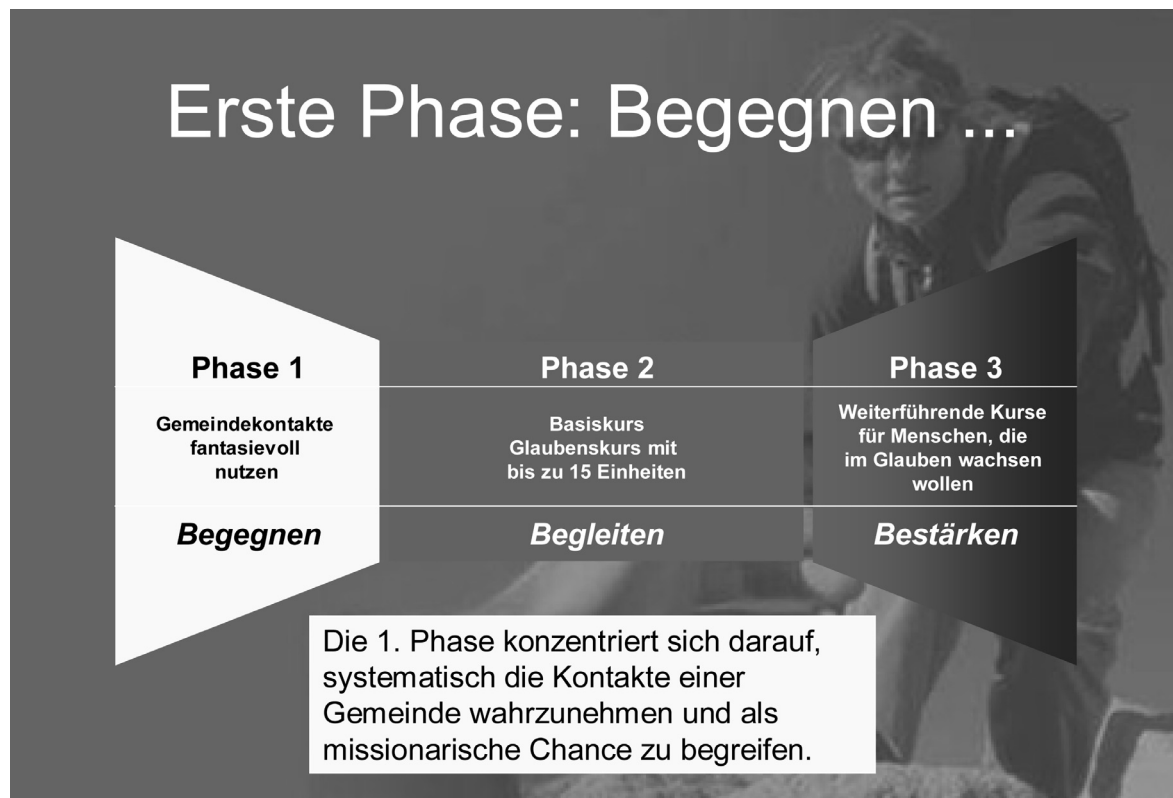 Erste Phase: Begegnen ...
Phase 1
Gemeindekontakte
fantasievoll
nutzen
Begegnen
Phase 2
Basiskurs
Glaubenskurs mit
bis zu 15 Einheiten
Begleiten
Phase 3
Weiterführende Kurse
für Menschen, die
im Glauben wachsen
wollen
Bestärken
Die 1. Phase konzentriert sich darauf,
systematisch die Kontakte einer
Gemeinde wahrzunehmen und als
missionarische Chance zu begreifen.